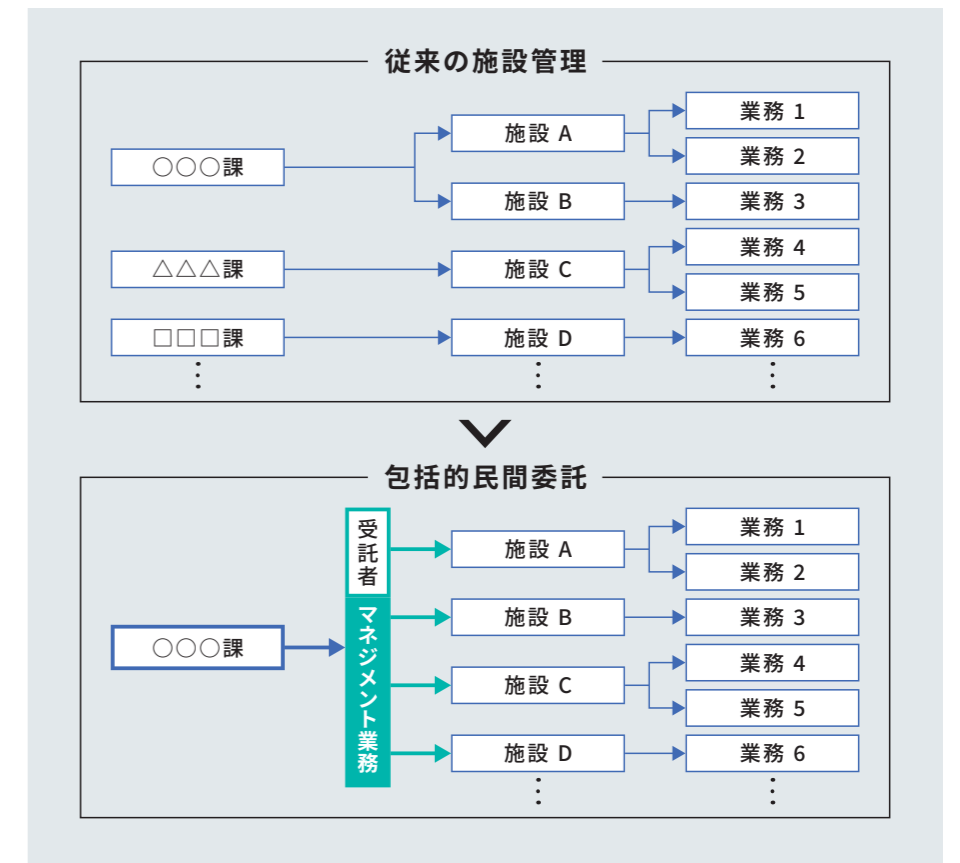 従来の施設管理
○○○課
施設 A
業務 1
業務 2
施設 B
業務 3
△△△課
施設 C
業務 4
業務 5
□□□課
施設 D
業務 6
⋮
⋮
⋮
包括的民間委託
○○○課
受託者
マネジメント業務
施設 A
業務 1
業務 2
施設 B
業務 3
施設 C
業務 4
業務 5
施設 D
業務 6
⋮
⋮